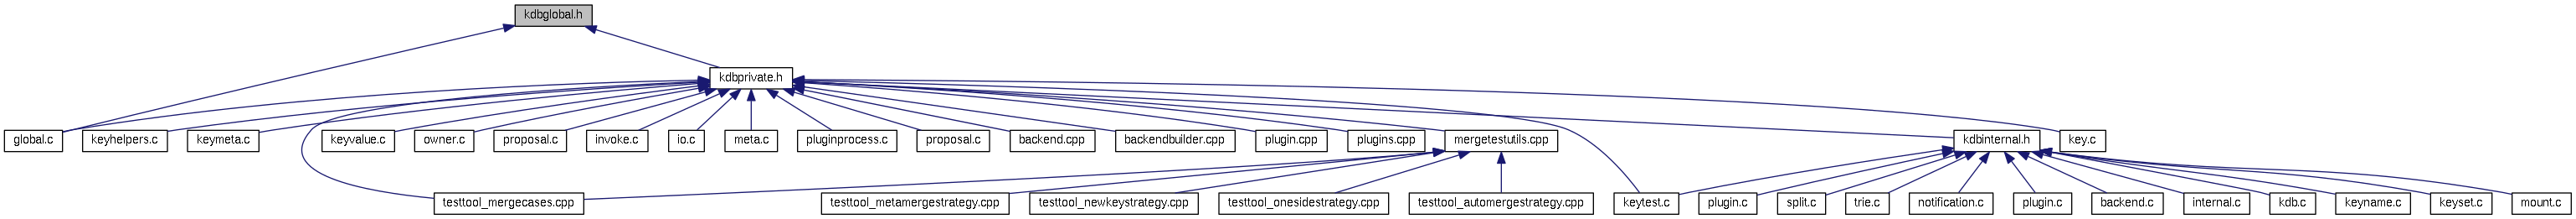 kdbglobal.h
kdbprivate.h
global.c
keyhelpers.c
keymeta.c
keyvalue.c
owner.c
proposal.c
invoke.c
io.c
meta.c
pluginprocess.c
proposal.c
backend.cpp
backendbuilder.cpp
plugin.cpp
plugins.cpp
mergetestutils.cpp
kdbinternal.h
key.c
testtool_mergecases.cpp
testtool_metamergestrategy.cpp
testtool_newkeystrategy.cpp
testtool_onesidestrategy.cpp
testtool_automergestrategy.cpp
keytest.c
plugin.c
split.c
trie.c
notification.c
plugin.c
backend.c
internal.c
kdb.c
keyname.c
keyset.c
mount.c